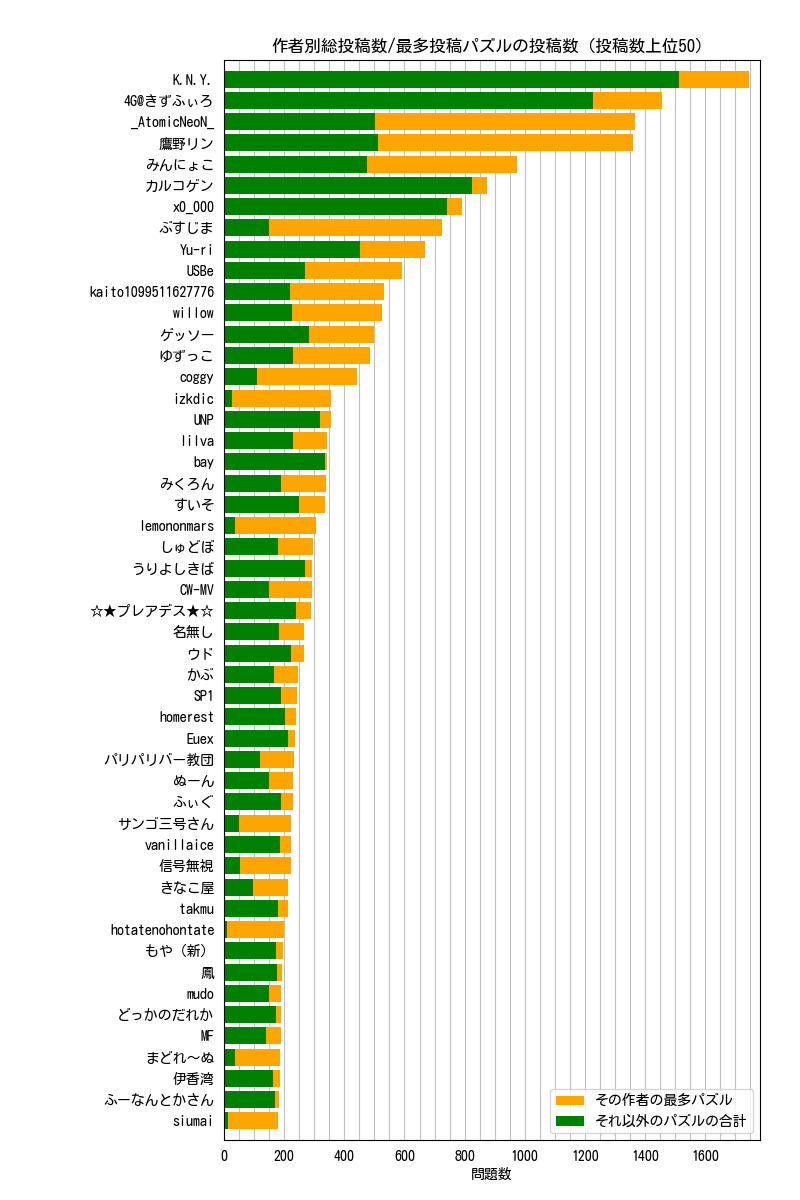 作者別総投稿数/最多投稿パズルの投稿数 (投稿数上位50)
K.N.Y.
4G@きずふぃろ
_AtomicNeoN_
鷹野リン
みんにょこ
カルコゲン
x0_000
ぷすじま
Yu-ri
USBe
kaito1099511627776
willow
ゲッソー
ゆずっこ
coggy
izkdic
UNP
lilva
bay
みくろん
すいそ
lemononmars
しゅどぼ
うりよしきば
CW-MV
☆★プレアデス★☆
名無し
ウド
かぶ
SP1
homerest
Euex
パリパリバー教団
ぬーん
ふぃぐ
サンゴ三号さん
vanillaice
信号無視
きなこ屋
takmu
hotatenohontate
もや（新）
鳳
mudo
どっかのだれか
MF
まどれ～ぬ
伊香湾
ふーなんとかさん
siumai
その作者の最多パズル
それ以外のパズルの合計
0 200 400 600 800 1000 1200 1400 1600
問題数